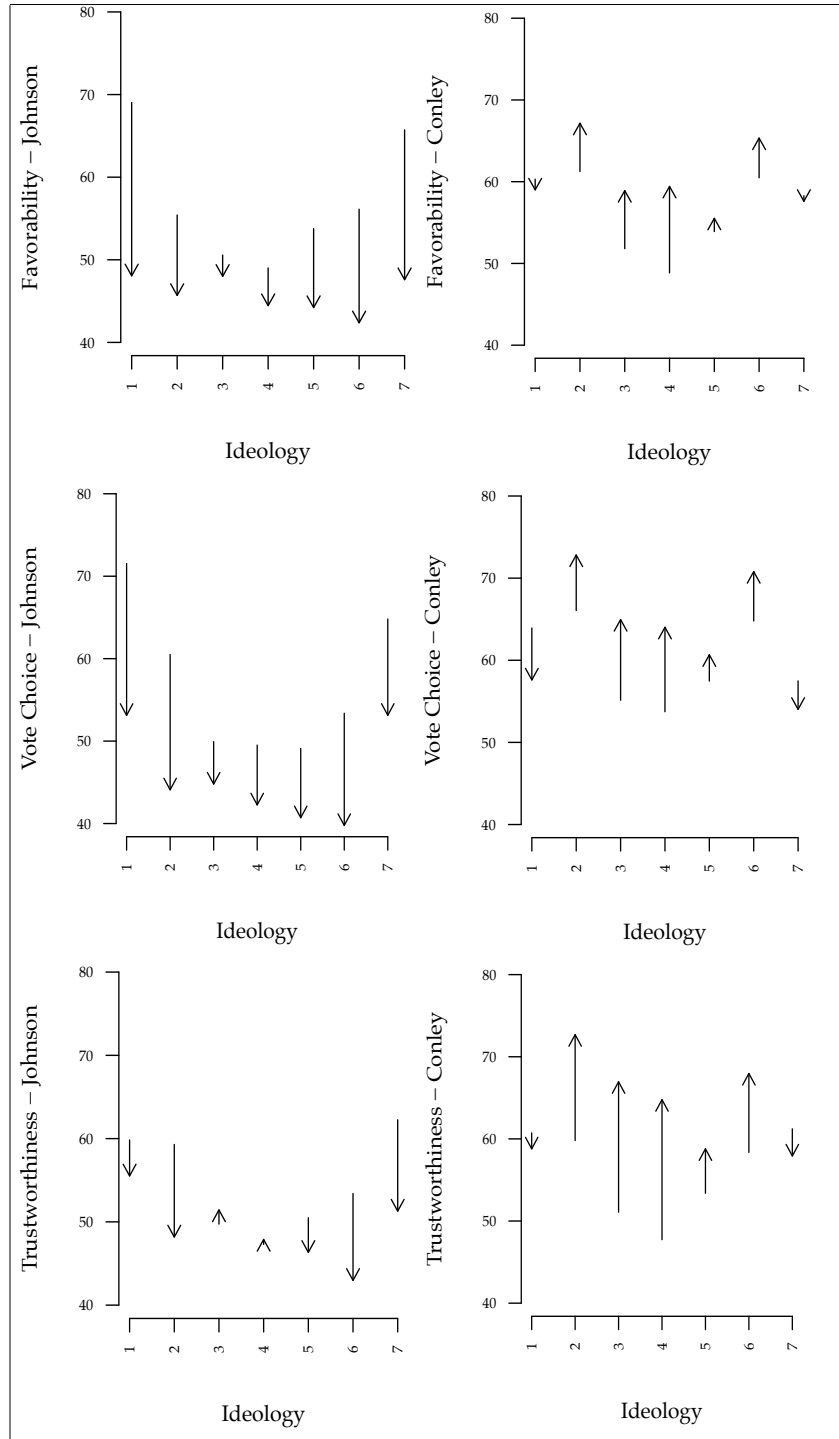 Favorability – Johnson
80
70
60
50
40
1 2 3 4 5 6 7
Ideology
Favorability – Conley
80
70
60
50
40
1 2 3 4 5 6 7
Ideology
Vote Choice – Johnson
80
70
60
50
40
1 2 3 4 5 6 7
Ideology
Vote Choice – Conley
80
70
60
50
40
1 2 3 4 5 6 7
Ideology
Trustworthiness – Johnson
80
70
60
50
40
1 2 3 4 5 6 7
Ideology
Trustworthiness – Conley
80
70
60
50
40
1 2 3 4 5 6 7
Ideology